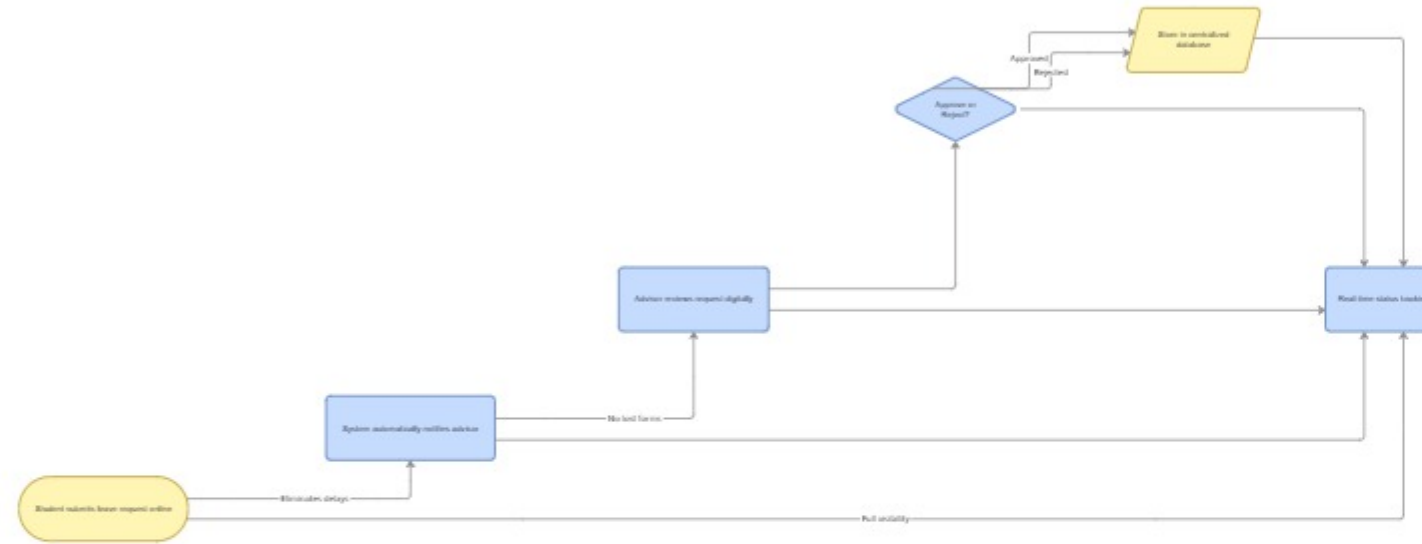 Store in centralized
database
Approved
Rejected
Approve or
Reject?
Advisor reviews request digitally
Real-time status
No lost forms
System automatically notifies advisor
Eliminates delays
Student submits leave request online
Full visibility